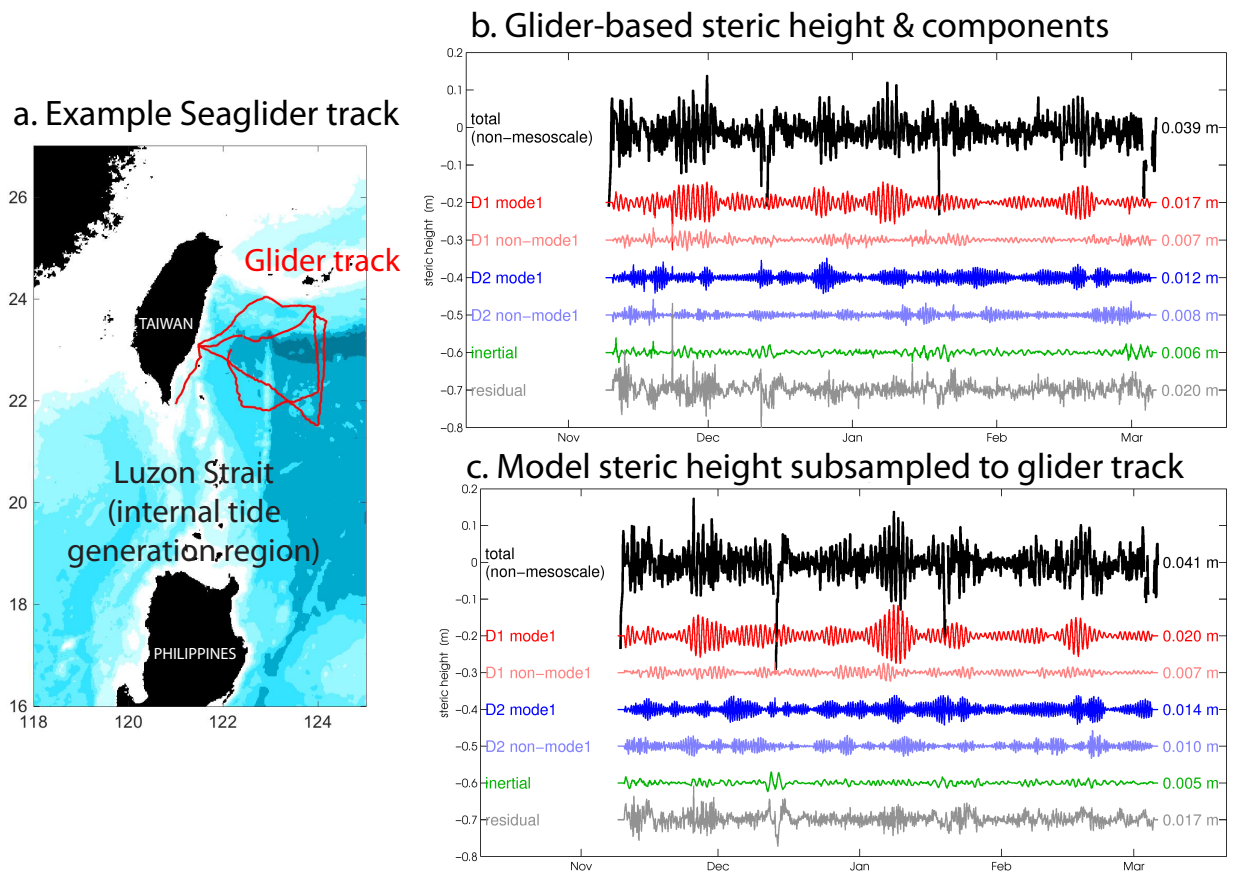 a. Example Seaglider track
26
24
22
20
18
16
118
120
122
124
Glider track
TAIWAN
Luzon Strait
(internal tide
generation region)
PHILIPPINES
b. Glider-based steric height & components
steric height (m)
0.2
0.1
0
−0.1
−0.2
−0.3
−0.4
−0.5
−0.6
−0.7
−0.8
total
(non−mesoscale)
0.039 m
D1 mode1
0.017 m
D1 non−mode1
0.007 m
D2 mode1
0.012 m
D2 non−mode1
0.008 m
inertial
0.006 m
residual
0.020 m
Nov
Dec
Jan
Feb
Mar
c. Model steric height subsampled to glider track
steric height (m)
0.2
0.1
0
−0.1
−0.2
−0.3
−0.4
−0.5
−0.6
−0.7
−0.8
total
(non−mesoscale)
0.041 m
D1 mode1
0.020 m
D1 non−mode1
0.007 m
D2 mode1
0.014 m
D2 non−mode1
0.010 m
inertial
0.005 m
residual
0.017 m
Nov
Dec
Jan
Feb
Mar